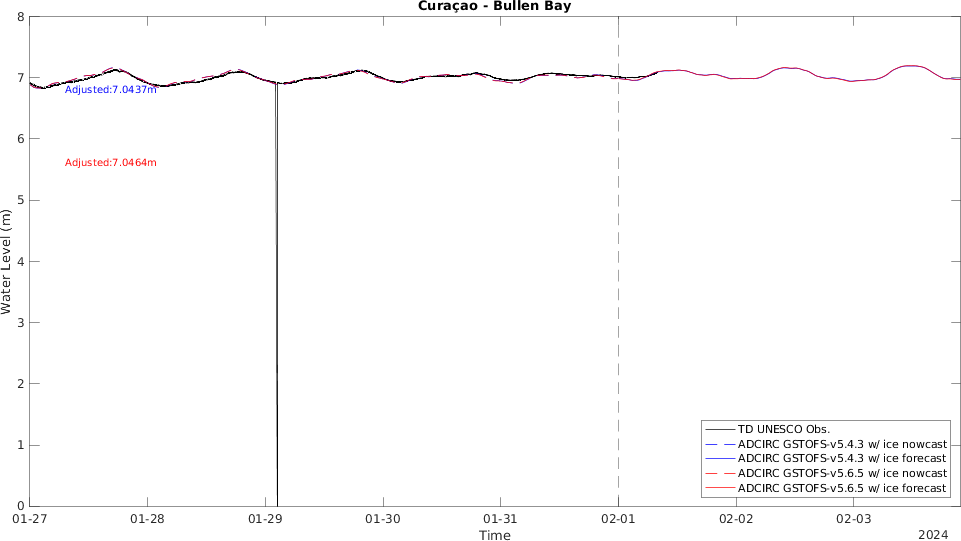 Curaçao - Bullen Bay
8
7
6
5
4
3
2
1
0
Water Level (m)
Adjusted:7.0437m
Adjusted:7.0464m
TD UNESCO Obs.
ADCIRC GSTOFS-v5.4.3 w/ ice nowcast
ADCIRC GSTOFS-v5.4.3 w/ ice forecast
ADCIRC GSTOFS-v5.6.5 w/ ice nowcast
ADCIRC GSTOFS-v5.6.5 w/ ice forecast
01-27 01-28 01-29 01-30 01-31 02-01 02-02 02-03
Time
2024